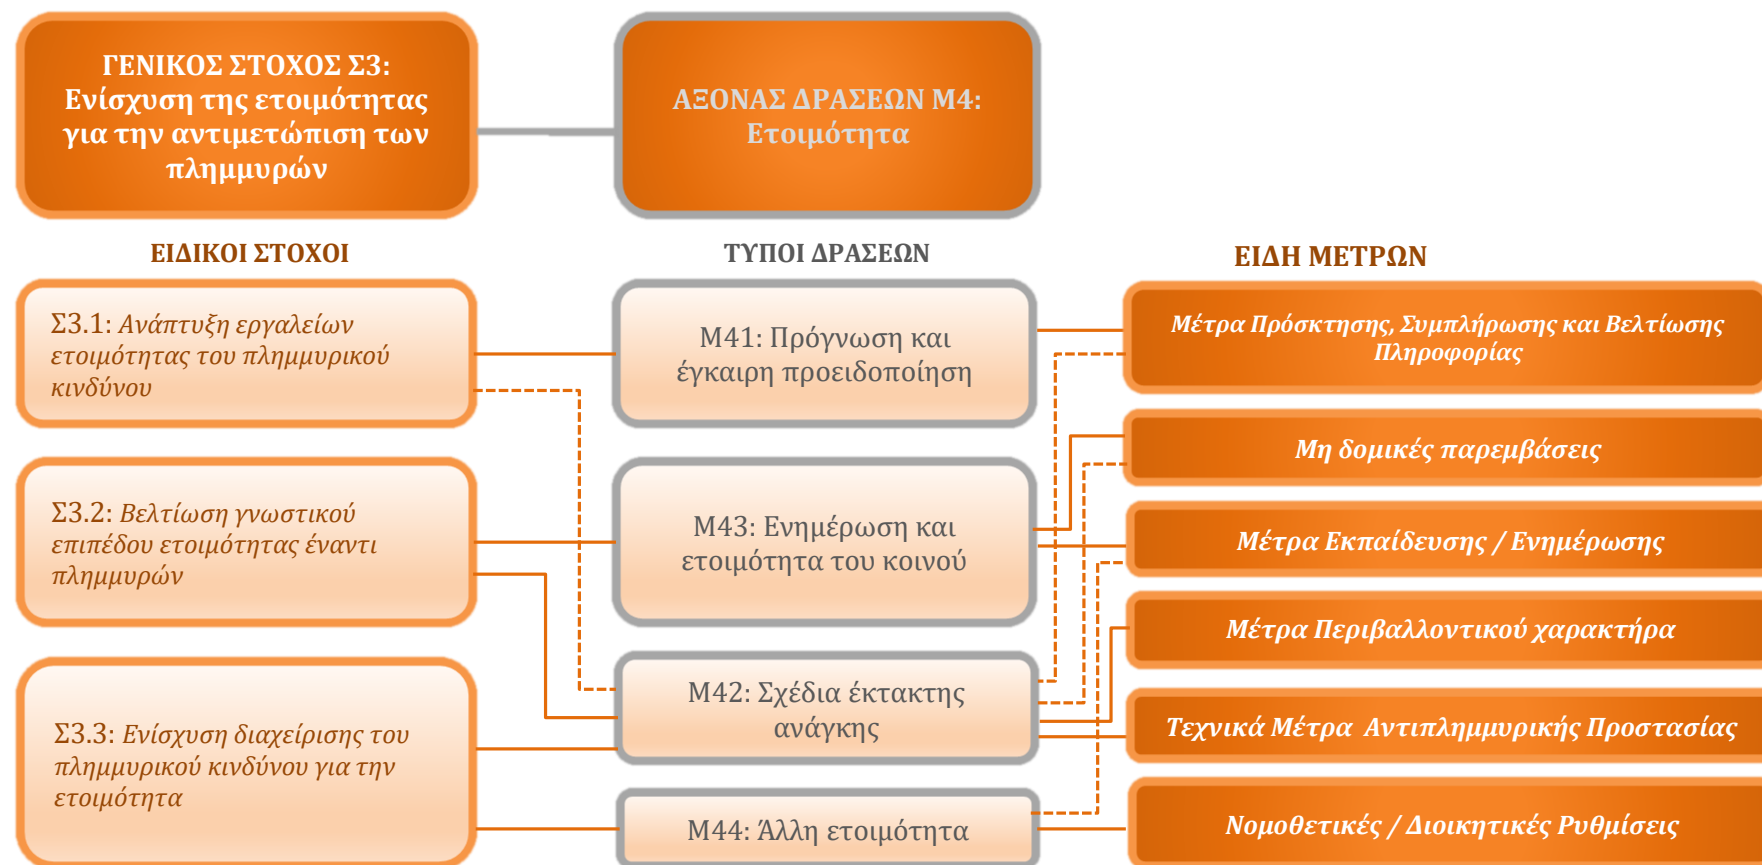 ΓΕΝΙΚΟΣ ΣΤΟΧΟΣ Σ3:
Ενίσχυση της ετοιμότητας
για την αντιμετώπιση των
πλημμυρών
ΑΞΟΝΑΣ ΔΡΑΣΕΩΝ Μ4:
Ετοιμότητα
ΕΙΔΙΚΟΙ ΣΤΟΧΟΙ
ΤΥΠΟΙ ΔΡΑΣΕΩΝ
ΕΙΔΗ ΜΕΤΡΩΝ
Σ3.1: Ανάπτυξη εργαλείων
ετοιμότητας του πλημμυρικού
κινδύνου
Σ3.2: Βελτίωση γνωστικού
επιπέδου ετοιμότητας έναντι
πλημμυρών
Σ3.3: Ενίσχυση διαχείρισης του
πλημμυρικού κινδύνου για την
ετοιμότητα
Μ41: Πρόγνωση και
έγκαιρη προειδοποίηση
Μ43: Ενημέρωση και
ετοιμότητα του κοινού
Μ42: Σχέδια έκτακτης
ανάγκης
Μ44: Άλλη ετοιμότητα
Μέτρα Πρόσκτησης, Συμπλήρωσης και Βελτίωσης
Πληροφορίας
Μη δομικές παρεμβάσεις
Μέτρα Εκπαίδευσης / Ενημέρωσης
Μέτρα Περιβαλλοντικού χαρακτήρα
Τεχνικά Μέτρα Αντιπλημμυρικής Προστασίας
Νομοθετικές / Διοικητικές Ρυθμίσεις